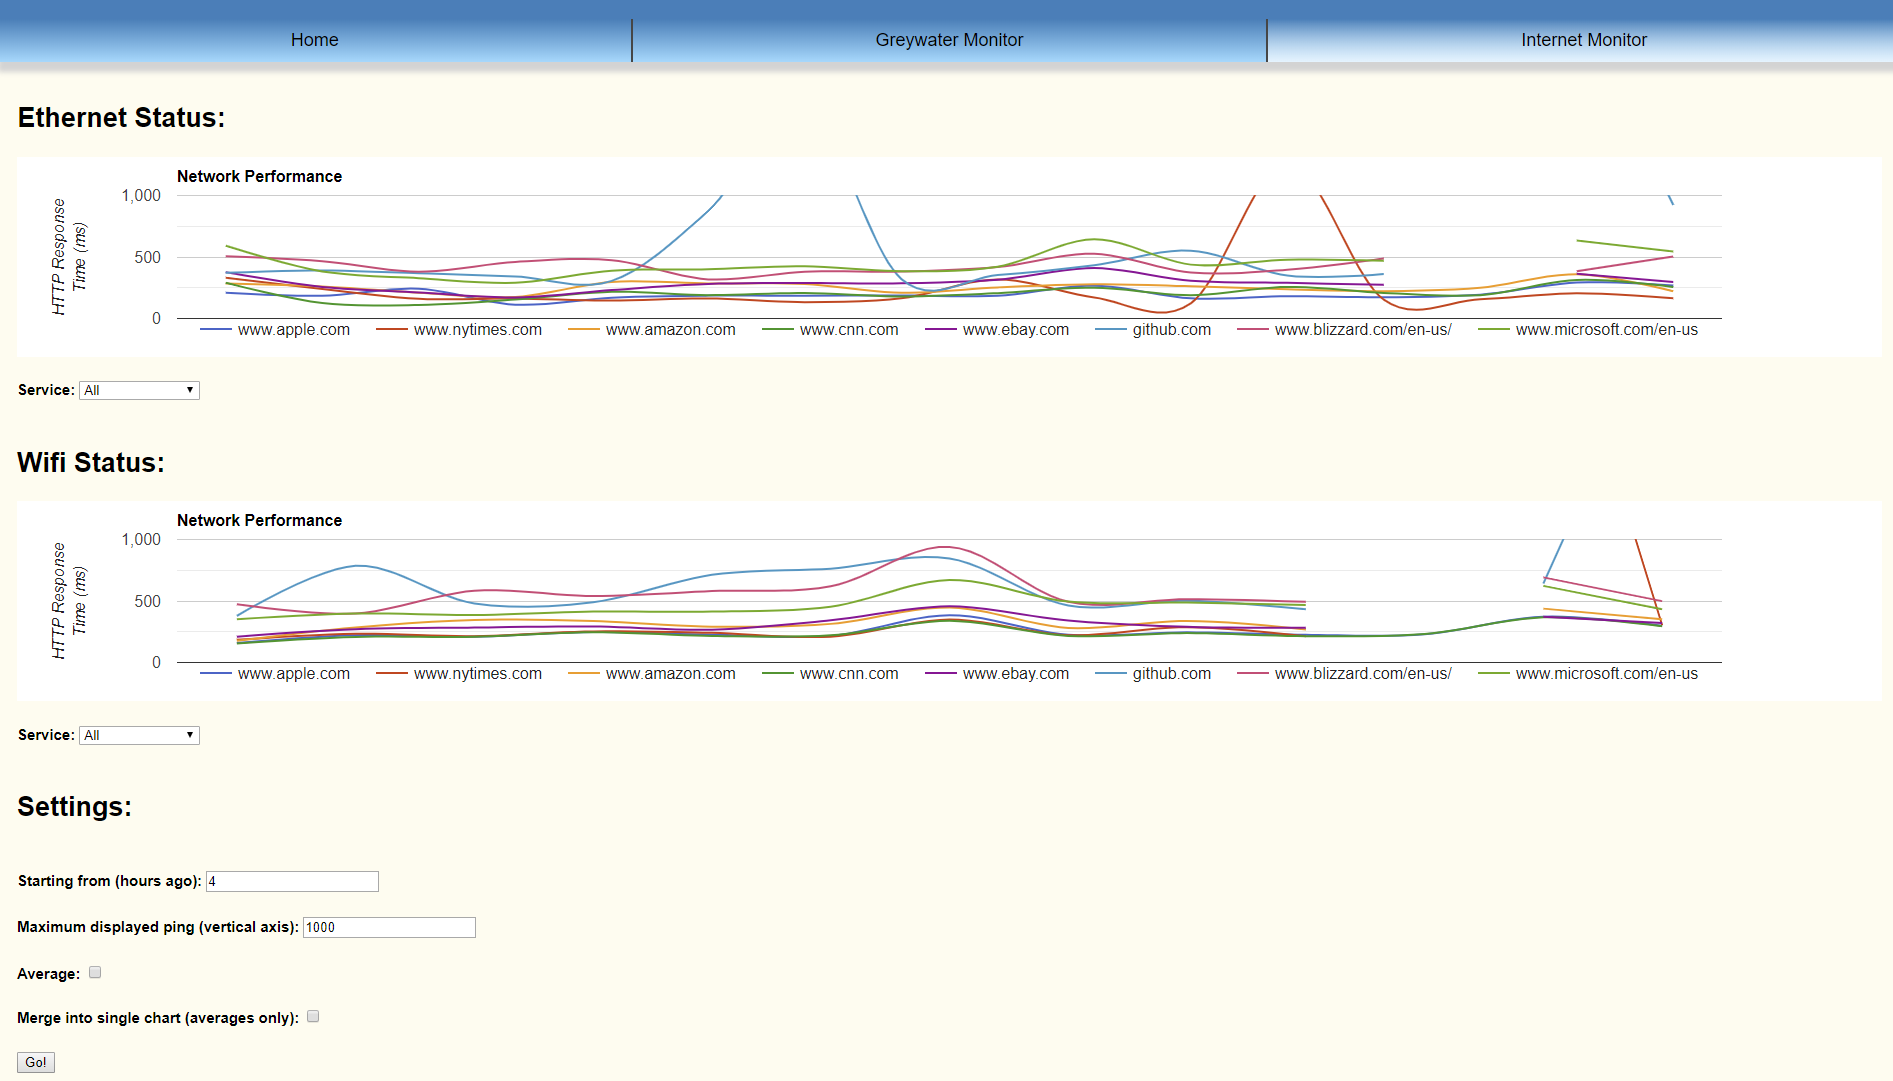 Home Greywater Monitor Internet Monitor
Ethernet Status:
Network Performance
HTTP Response
Time (ms)
1,000
500
0
www.apple.com www.nytimes.com www.amazon.com www.cnn.com www.ebay.com github.com www.blizzard.com/en-us/ www.microsoft.com/en-us
Service: All
Wifi Status:
Network Performance
HTTP Response
Time (ms)
1,000
500
0
www.apple.com www.nytimes.com www.amazon.com www.cnn.com www.ebay.com github.com www.blizzard.com/en-us/ www.microsoft.com/en-us
Service: All
Settings:
Starting from (hours ago): 4
Maximum displayed ping (vertical axis): 1000
Average:
Merge into single chart (averages only):
Go!